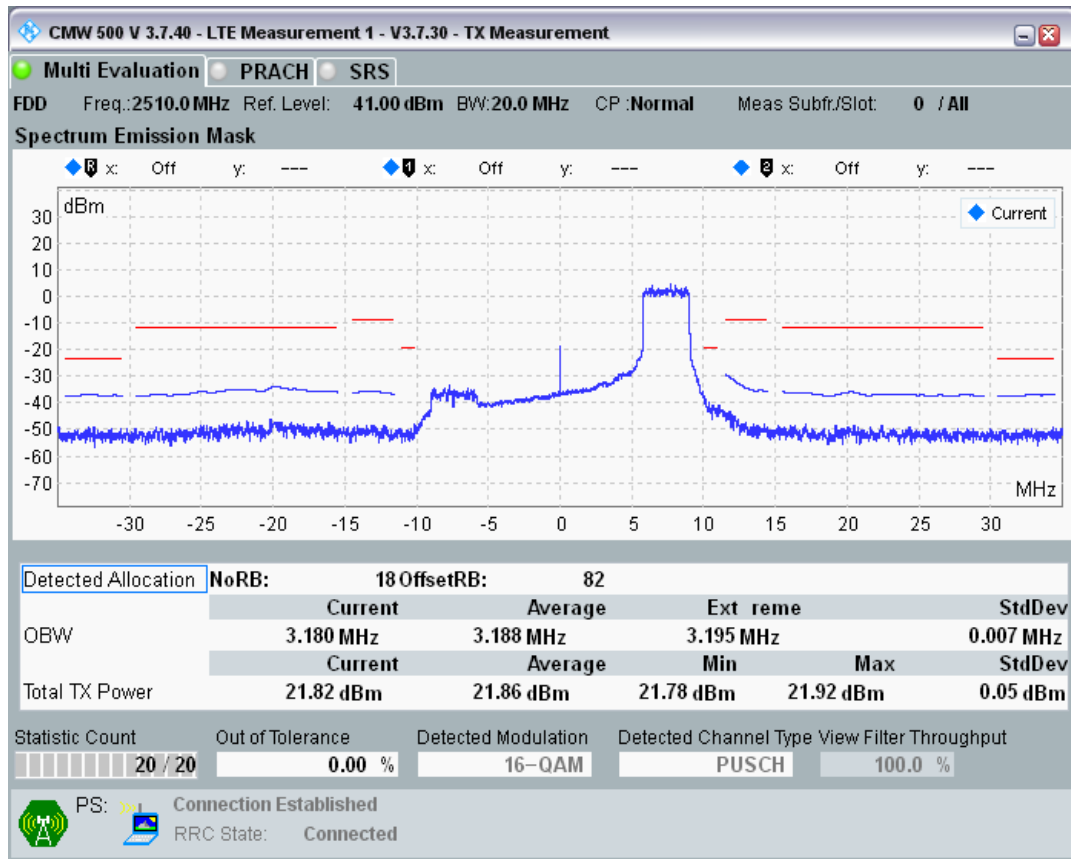 CMW 500 V 3.7.40 - LTE Measurement 1 - V3.7.30 - TX Measurement
Multi Evaluation PRACH SRS
FDD Freq.:2510.0 MHz Ref. Level: 41.00 dBm BW:20.0 MHz CP :Normal Meas Subfr./Slot: 0 / All
Spectrum Emission Mask
R x: Off y: --- 1 x: Off y: --- 2 x: Off y: ---
dBm
Current
30
20
10
0
-10
-20
-30
-40
-50
-60
-70
MHz
-30 -25 -20 -15 -10 -5 0 5 10 15 20 25 30
Detected Allocation NoRB: 18 OffsetRB: 82
Current Average Ext reme StdDev
OBW 3.180 MHz 3.188 MHz 3.195 MHz 0.007 MHz
Current Average Min Max StdDev
Total TX Power 21.82 dBm 21.86 dBm 21.78 dBm 21.92 dBm 0.05 dBm
Statistic Count Out of Tolerance Detected Modulation Detected Channel Type View Filter Throughput
20 / 20 0.00 % 16-QAM PUSCH 100.0 %
PS: Connection Established
RRC State: Connected